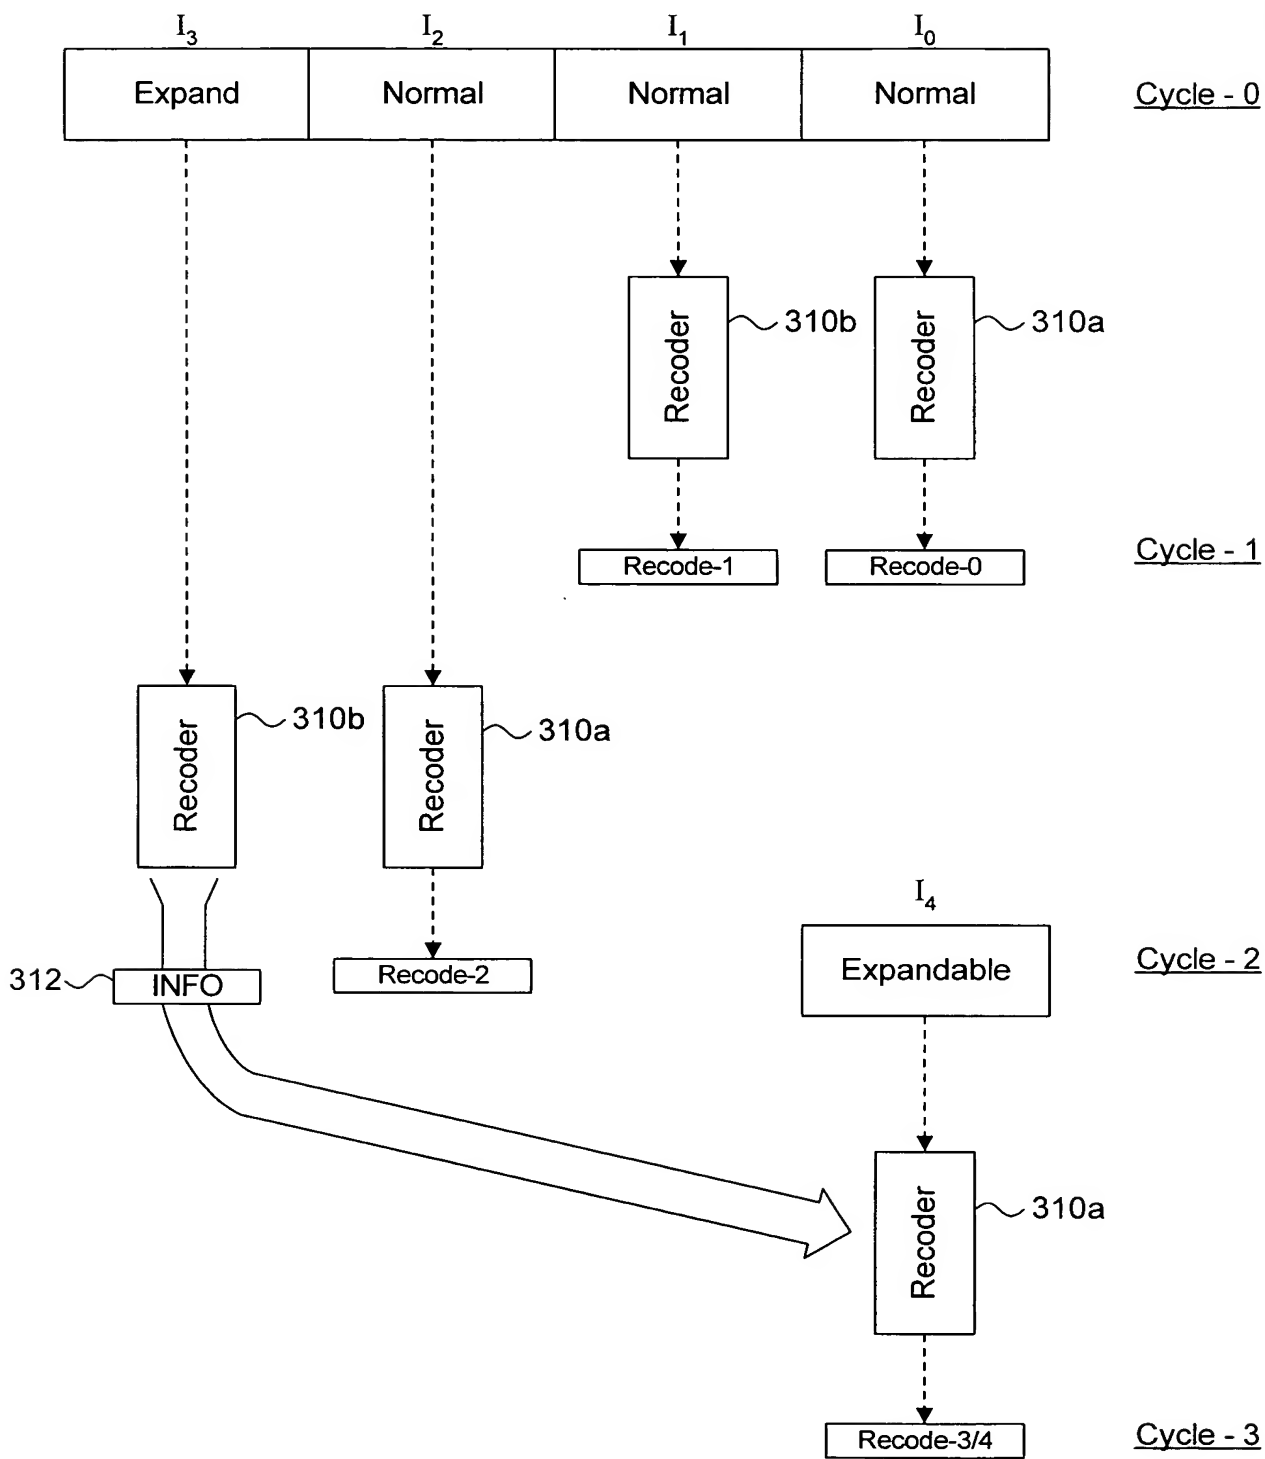 I3 I2 I1 I0
Expand Normal Normal Normal Cycle - 0
Recoder 310b Recoder 310a
Recode-1 Recode-0 Cycle - 1
Recoder 310b Recoder 310a
I4
312 INFO Recode-2 Expandable Cycle - 2
Recoder 310a
Recode-3/4 Cycle - 3